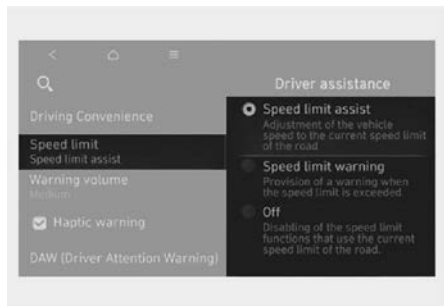 Driver assistance
Driving Convenience
Speed limit
Speed limit assist
Warning volume
Medium
Haptic warning
DAW (Driver Attention Warning)
Speed limit assist
Adjustment of the vehicle
speed to the current speed limit
of the road
Speed limit warning
Provision of a warning when
the speed limit is exceeded.
Off
Disabling of the speed limit
functions that use the current
speed limit of the road.